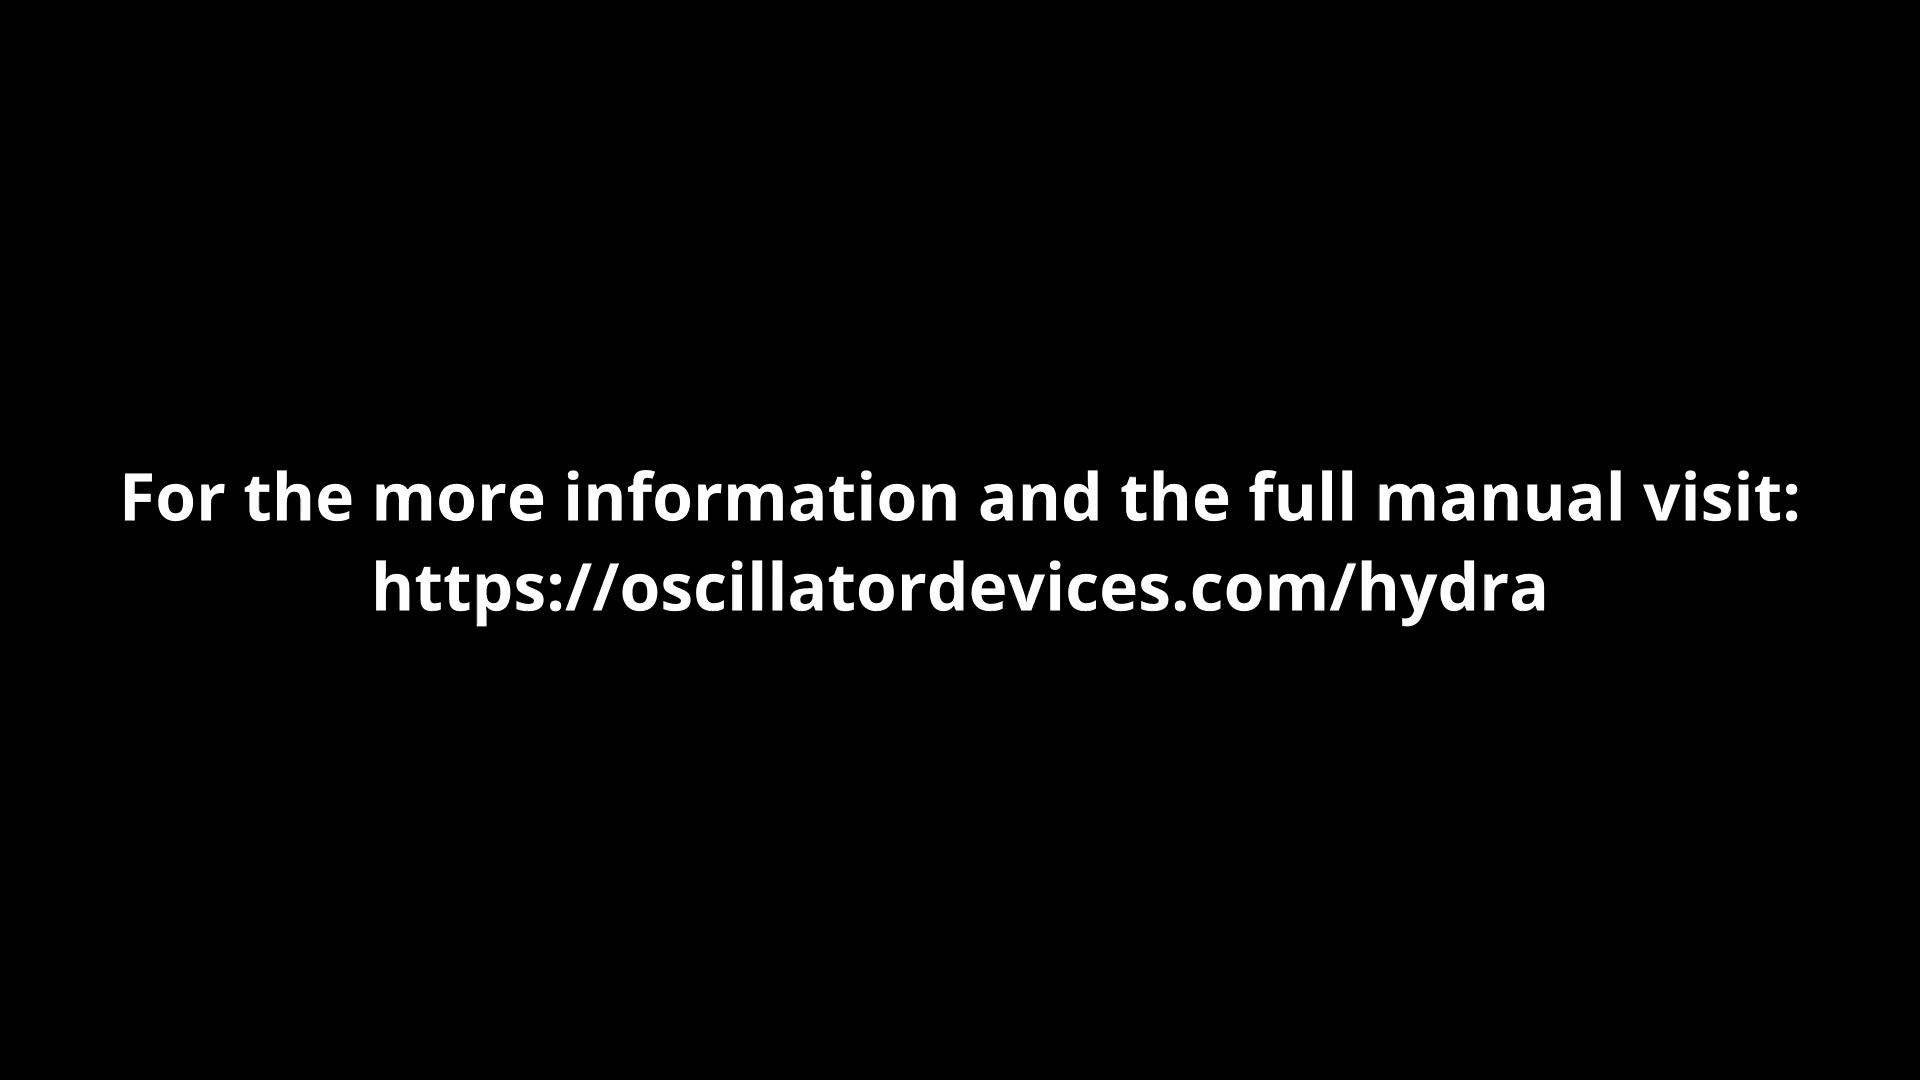 For the more information and the full manual visit:
https://oscillatordevices.com/hydra